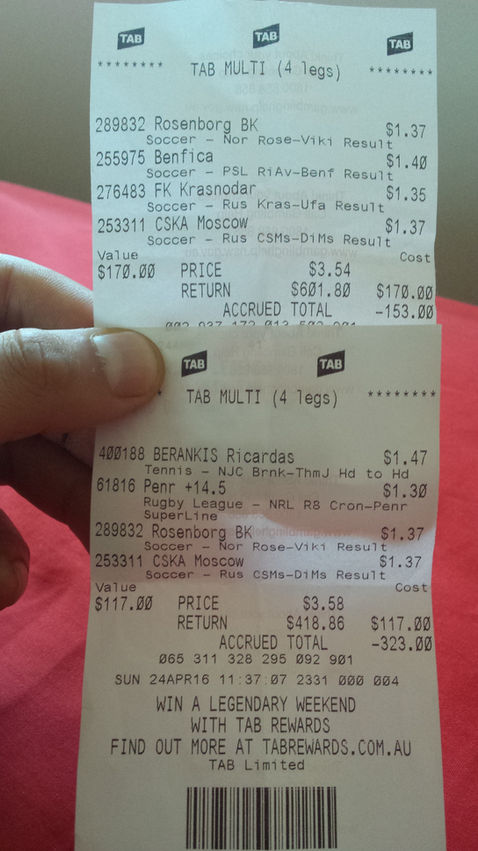 TAB TAB TAB
******** TAB MULTI (4 legs) ********
289832 Rosenborg BK $1.37
Soccer - Nor Rose-Viki Result
255975 Benfica $1.40
Soccer - PSL RiAv-Benf Result
276483 FK Krasnodar $1.35
Soccer - Rus Kras-Ufa Result
253311 CSKA Moscow $1.37
Soccer - Rus CSMs-DiMs Result
Value Cost
$170.00 PRICE $3.54
RETURN $601.80 $170.00
ACCRUED TOTAL -153.00
TAB TAB
TAB MULTI (4 legs) ********
400188 BERANKIS Ricardas $1.47
Tennis - NJC Brnk-ThmJ Hd to Hd
61816 Penr +14.5 $1.30
Rugby League - NRL R8 Cron-Penr
SuperLine
289832 Rosenborg BK $1.37
Soccer - Nor Rose-Viki Result
253311 CSKA Moscow $1.37
Soccer - Rus CSMs-DiMs Result
Value Cost
$117.00 PRICE $3.58
RETURN $418.86 $117.00
ACCRUED TOTAL -323.00
065 311 328 295 092 901
SUN 24APR16 11:37:07 2331 000 004
WIN A LEGENDARY WEEKEND
WITH TAB REWARDS
FIND OUT MORE AT TABREWARDS.COM.AU
TAB Limited